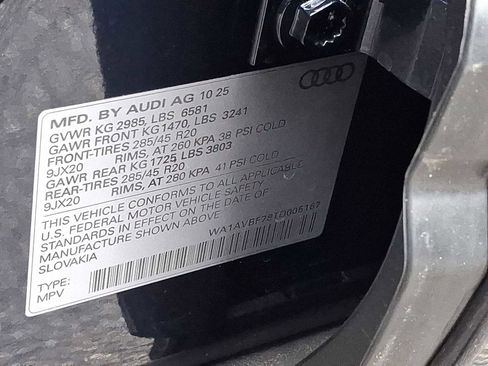 MFD. BY AUDI AG 10 25
GVWR KG 2985, LBS 6581
GAWR FRONT KG1470, LBS 3241
FRONT-TIRES 285/45 R20
9JX20 RIMS, AT 260 KPA 38 PSI COLD
GAWR REAR KG 1725 LBS 3803
REAR-TIRES 285/45 R20
9JX20 RIMS, AT 280 KPA 41 PSI COLD
THIS VEHICLE CONFORMS TO ALL APPLICABLE
U.S. FEDERAL MOTOR VEHICLE SAFETY
STANDARDS IN EFFECT ON THE DATE OF
MANUFACTURE SHOWN ABOVE.
SLOVAKIA WA1AVBF78TD005167
TYPE:
MPV